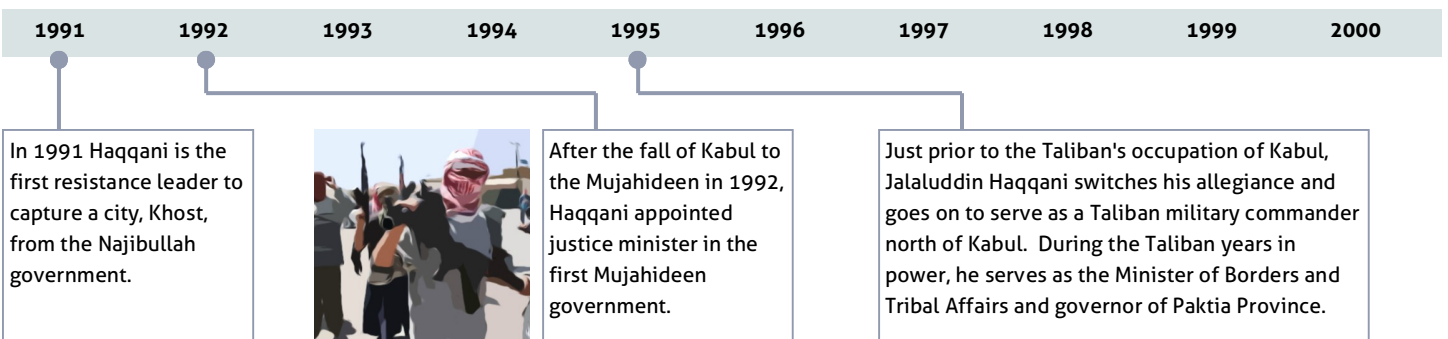 1991 1992 1993 1994 1995 1996 1997 1998 1999 2000
In 1991 Haqqani is the
first resistance leader to
capture a city, Khost,
from the Najibullah
government.
After the fall of Kabul to
the Mujahideen in 1992,
Haqqani appointed
justice minister in the
first Mujahideen
government.
Just prior to the Taliban's occupation of Kabul,
Jalaluddin Haqqani switches his allegiance and
goes on to serve as a Taliban military commander
north of Kabul.  During the Taliban years in
power, he serves as the Minister of Borders and
Tribal Affairs and governor of Paktia Province.